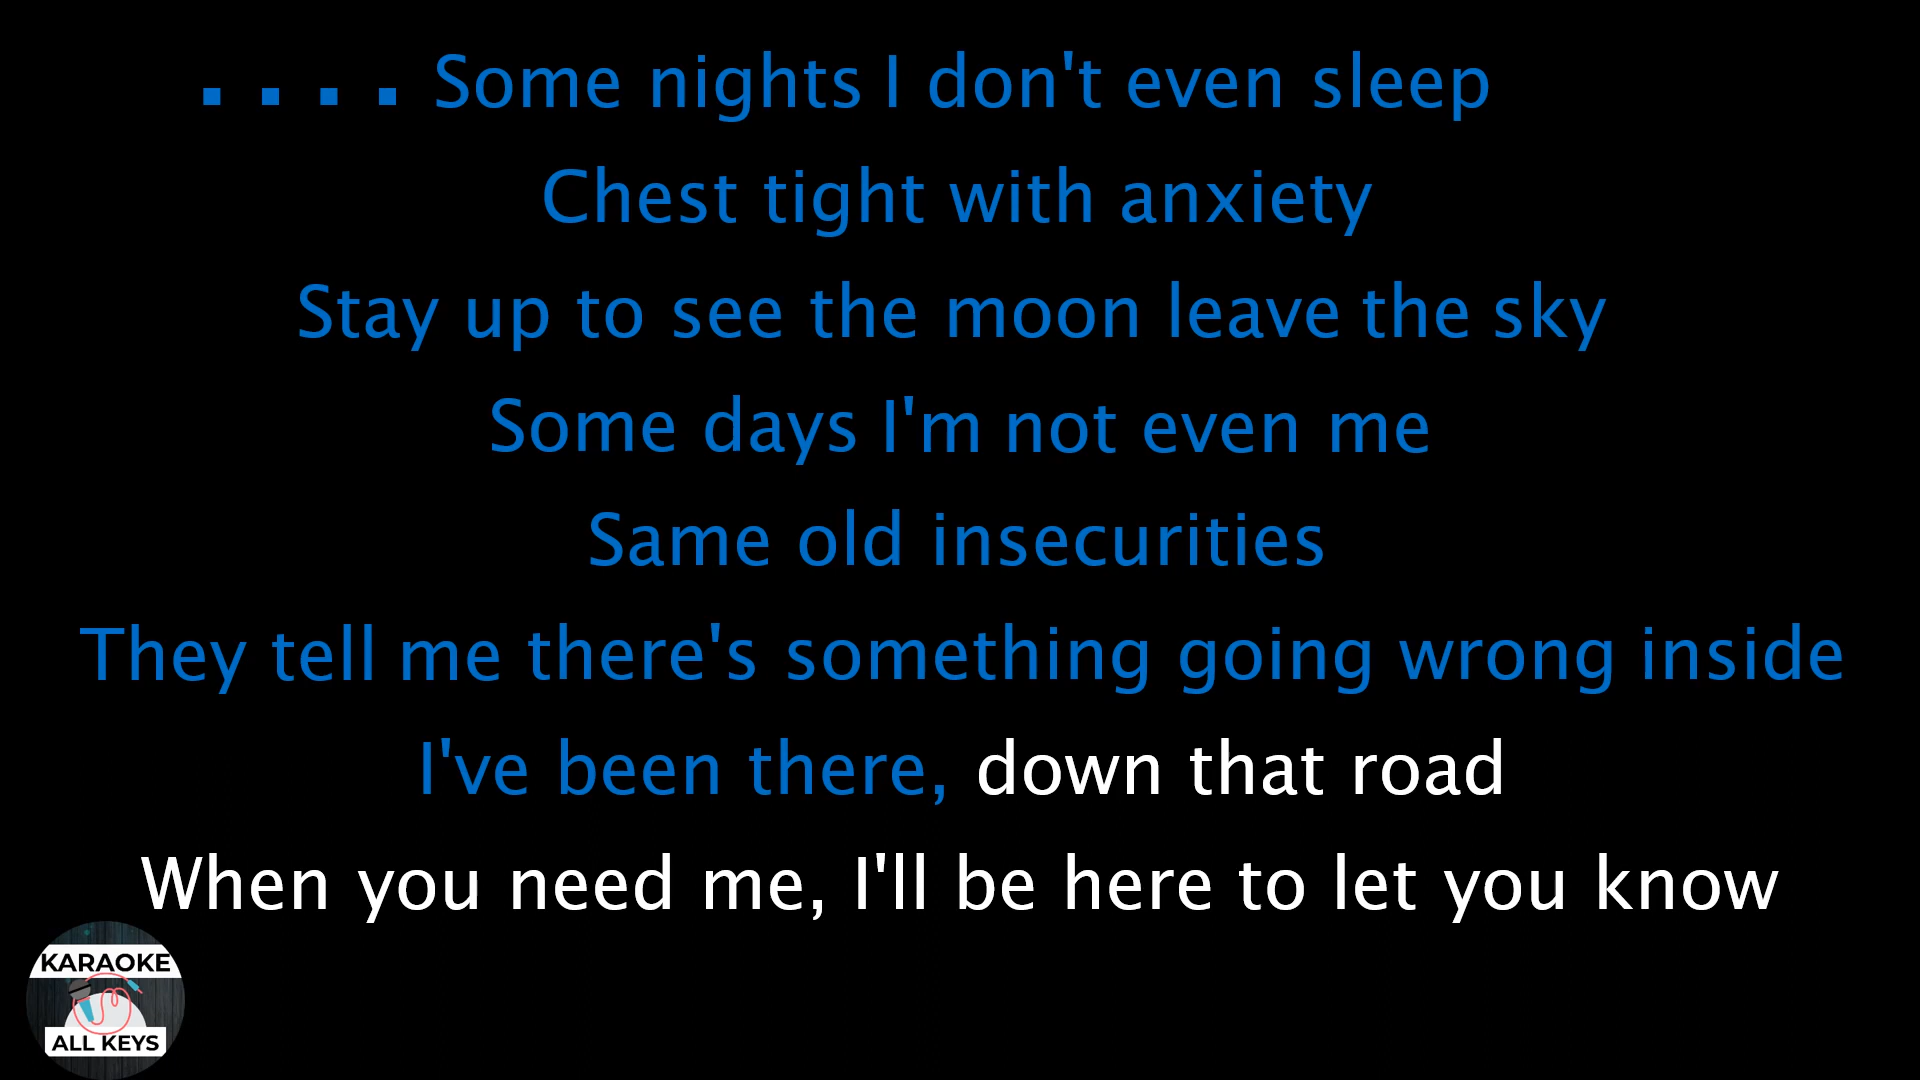 . . . . Some nights I don't even sleep
Chest tight with anxiety
Stay up to see the moon leave the sky
Some days I'm not even me
Same old insecurities
They tell me there's something going wrong inside
I've been there, down that road
When you need me, I'll be here to let you know
KARAOKE
ALL KEYS